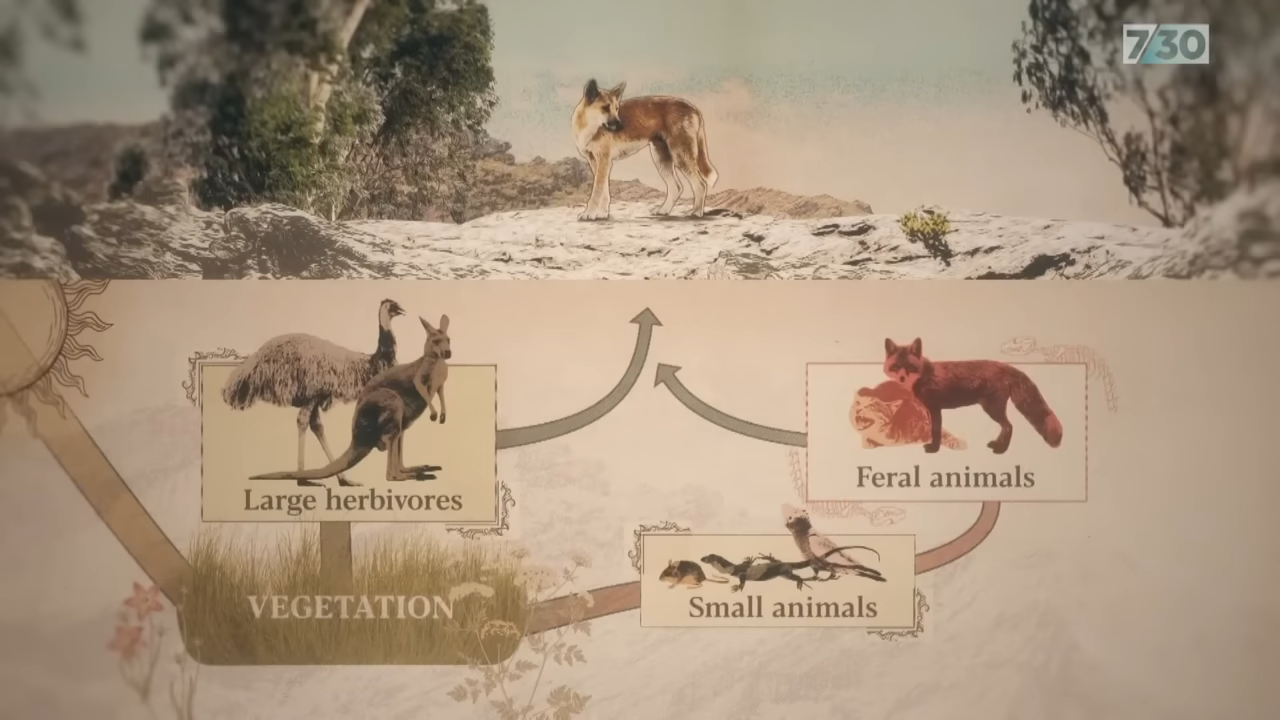 7/30
Large herbivores
Feral animals
VEGETATION
Small animals